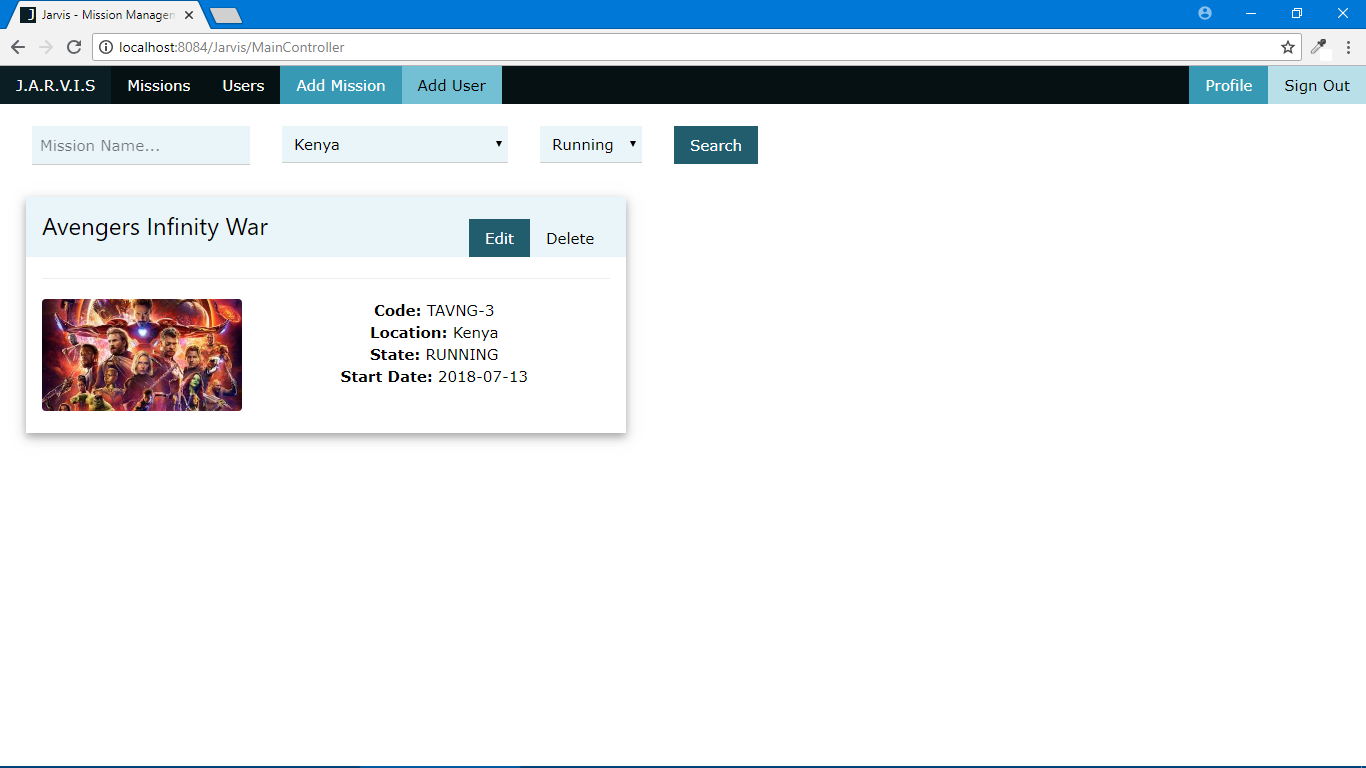 Jarvis - Mission Managen
localhost:8084/Jarvis/MainController
J.A.R.V.I.S Missions Users Add Mission Add User Profile Sign Out
Mission Name... Kenya Running Search
Avengers Infinity War
Edit Delete
Code: TAVNG-3
Location: Kenya
State: RUNNING
Start Date: 2018-07-13